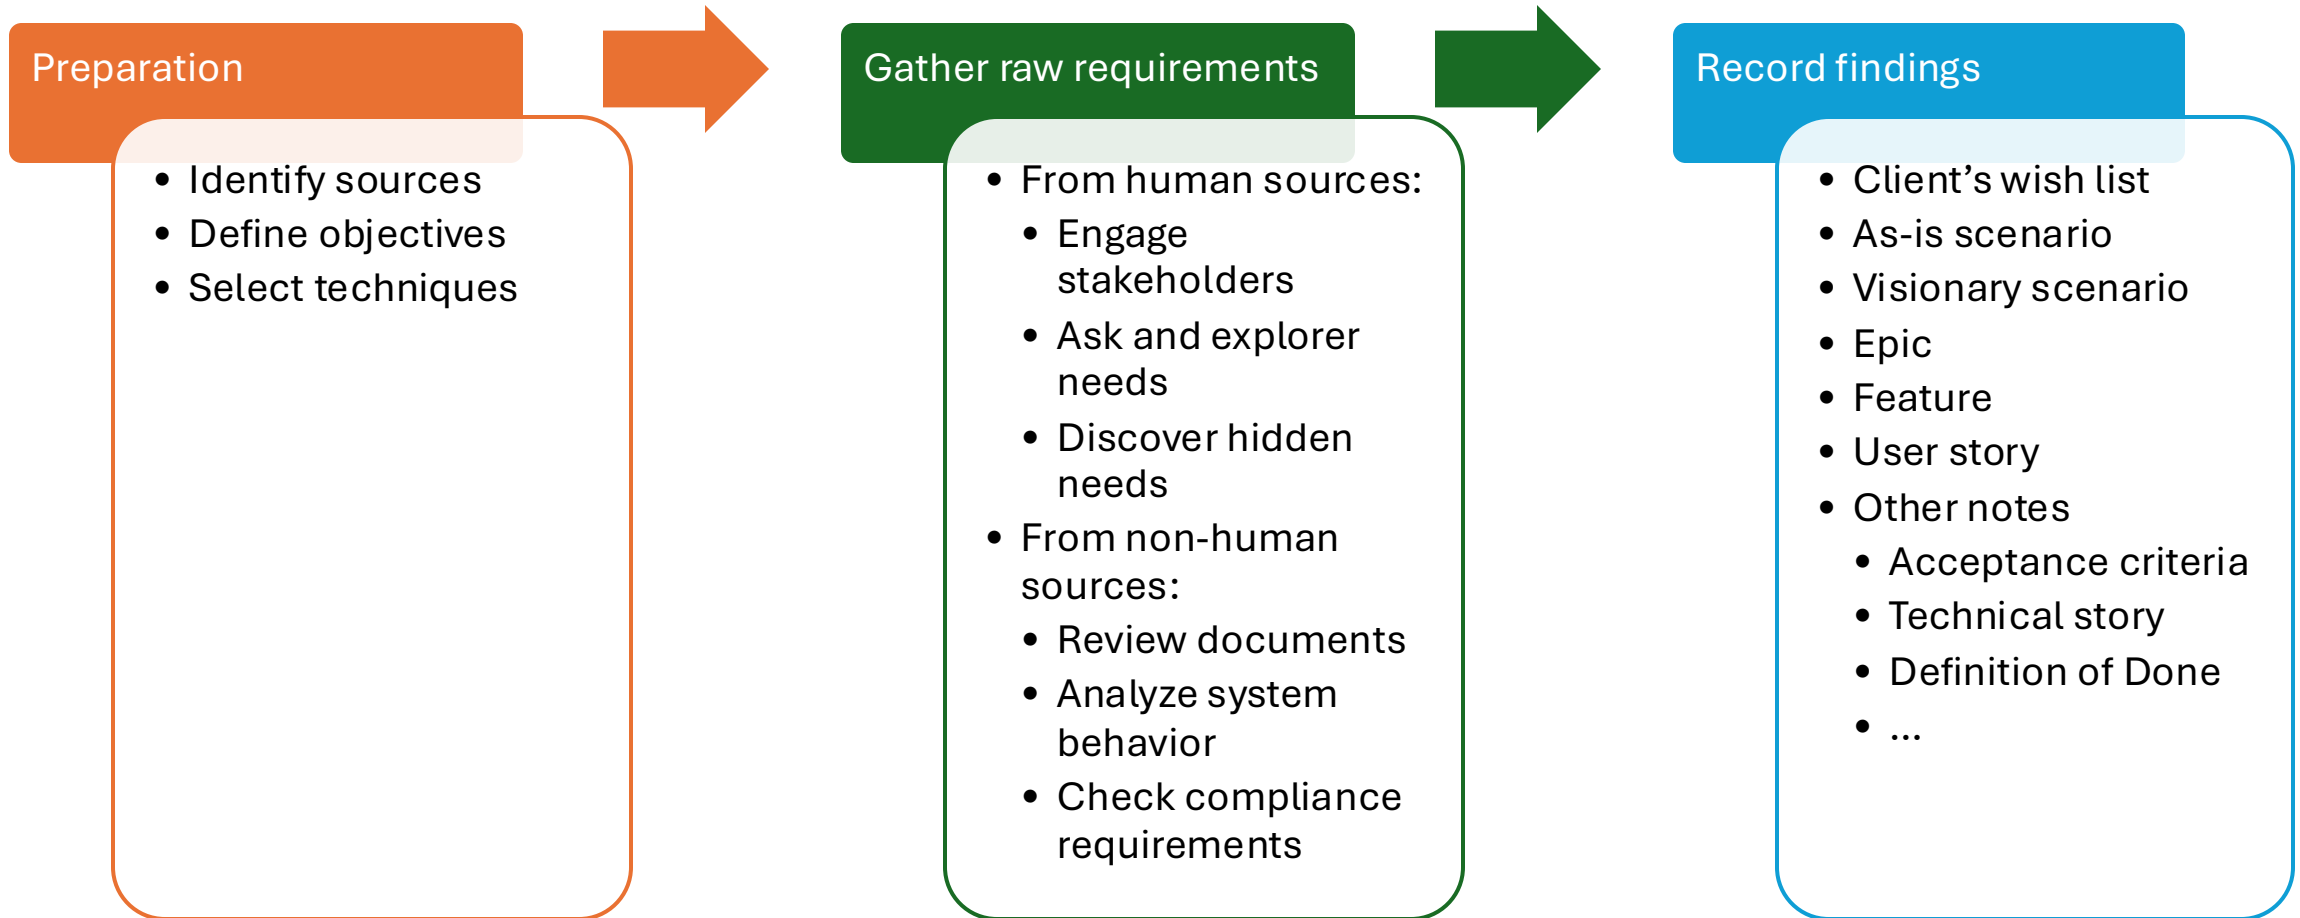 Preparation
• Identify sources
• Define objectives
• Select techniques
Gather raw requirements
• From human sources:
• Engage
stakeholders
• Ask and explorer
needs
• Discover hidden
needs
• From non-human
sources:
• Review documents
• Analyze system
behavior
• Check compliance
requirements
Record findings
• Client’s wish list
• As-is scenario
• Visionary scenario
• Epic
• Feature
• User story
• Other notes
• Acceptance criteria
• Technical story
• Definition of Done
• ...